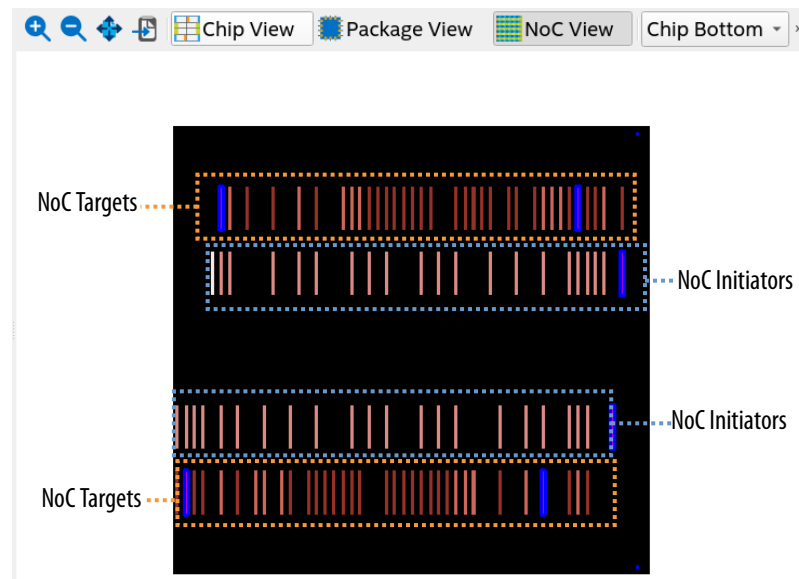 Chip View Package View NoC View Chip Bottom
NoC Targets
NoC Initiators
NoC Initiators
NoC Targets